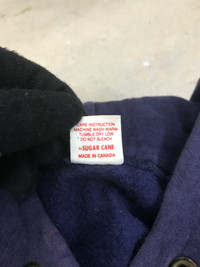 CARE INSTRUCTION
MACHINE WASH WARM
TUMBLE DRY LOW
DO NOT BLEACH
SUGAR CANE
MADE IN CANADA